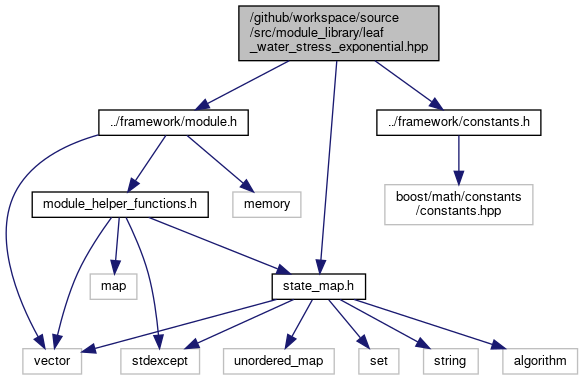 /github/workspace/source
/src/module_library/leaf
_water_stress_exponential.hpp
../framework/module.h
../framework/constants.h
module_helper_functions.h
memory
boost/math/constants
/constants.hpp
map
state_map.h
vector
stdexcept
unordered_map
set
string
algorithm